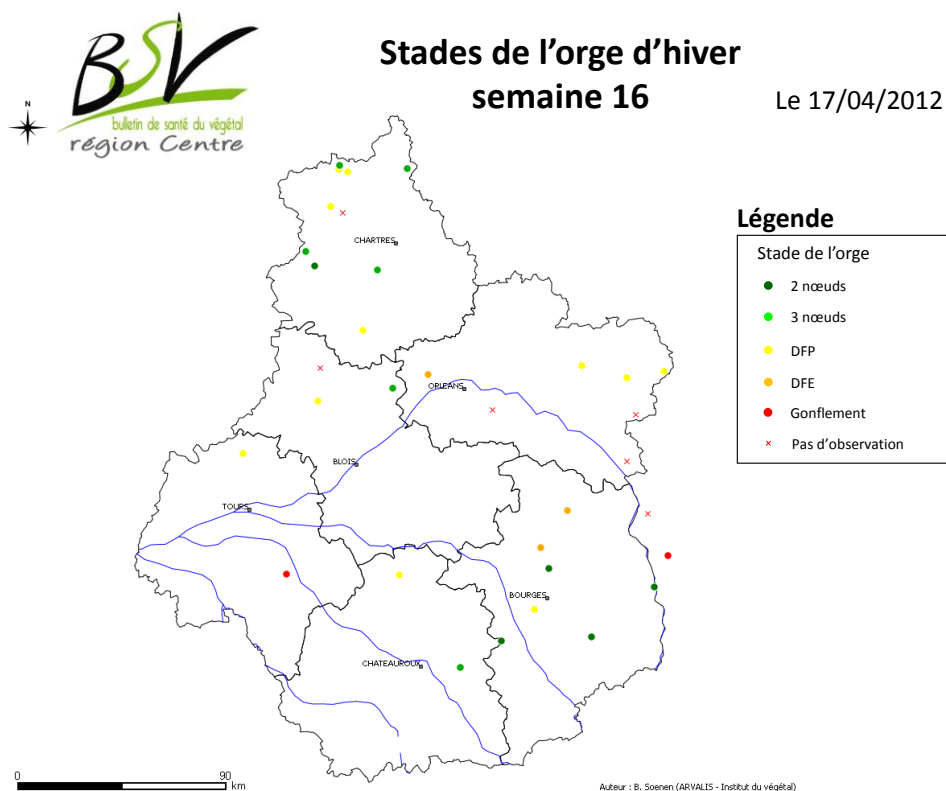 BSV
bulletin de santé du végétal
région Centre
Stades de l'orge d'hiver
semaine 16
Le 17/04/2012
N
CHARTRES
ORLEANS
BLOIS
TOURS
BOURGES
CHATEAUROUX
Légende
Stade de l'orge
2 nœuds
3 nœuds
DFP
DFE
Gonflement
Pas d'observation
0 90
km
Auteur : B. Soenen (ARVALIS - Institut du végétal)